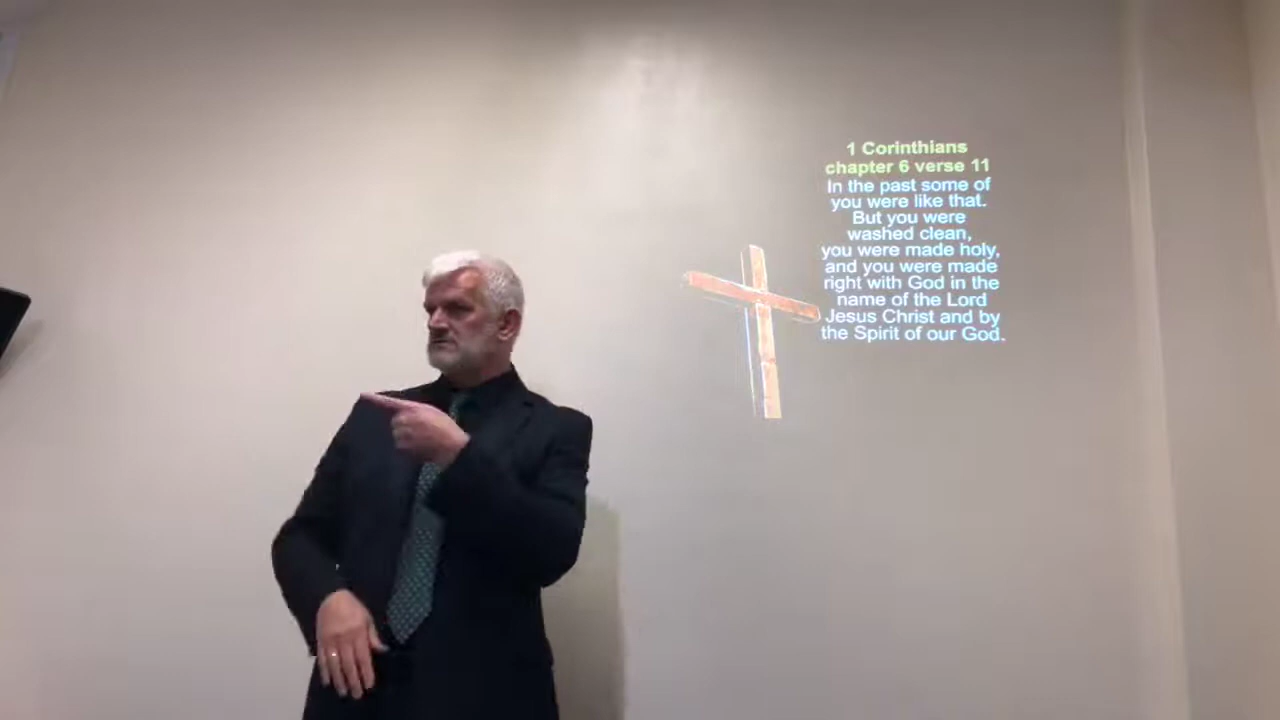 1 Corinthians
chapter 6 verse 11
In the past some of
you were like that.
But you were
washed clean,
you were made holy,
and you were made
right with God in the
name of the Lord
Jesus Christ and by
the Spirit of our God.